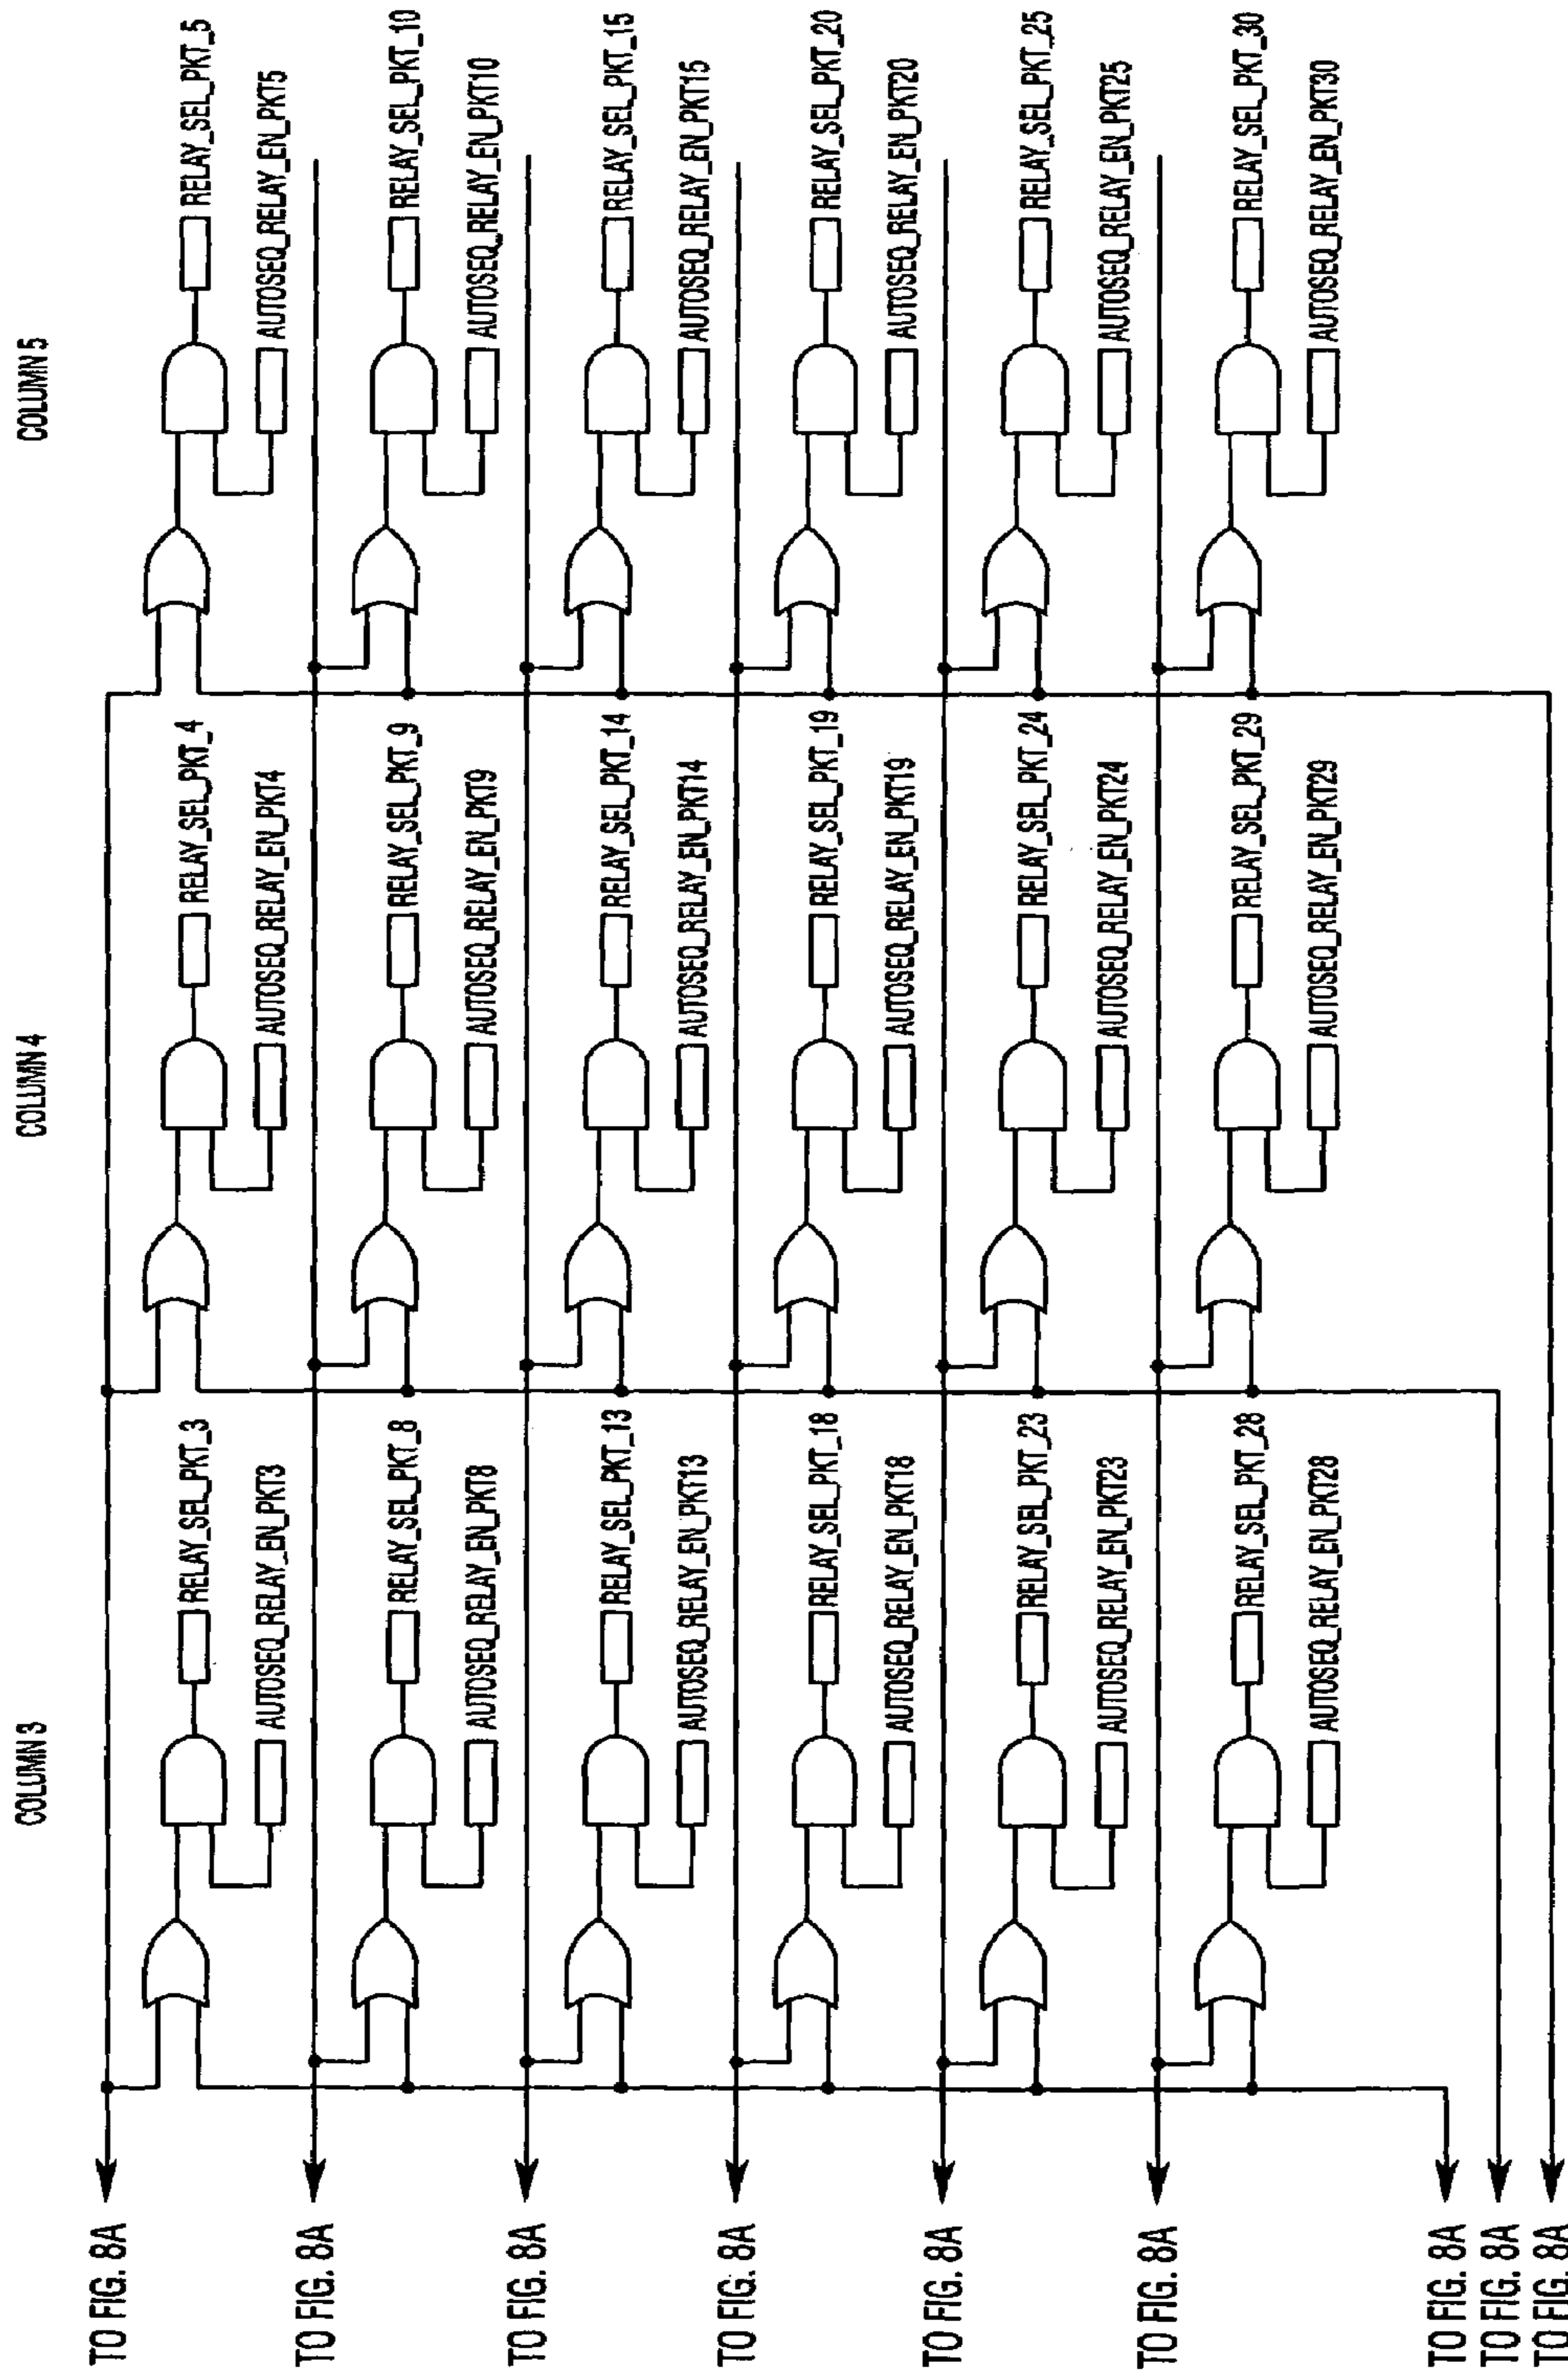 COLUMN 3
COLUMN 4
COLUMN 5
TO FIG. 8A
RELAY_SEL_PKT_3
AUTOSEQ_RELAY_EN_PKT3
RELAY_SEL_PKT_4
AUTOSEQ_RELAY_EN_PKT4
RELAY_SEL_PKT_5
AUTOSEQ_RELAY_EN_PKT5
TO FIG. 8A
RELAY_SEL_PKT_8
AUTOSEQ_RELAY_EN_PKT8
RELAY_SEL_PKT_9
AUTOSEQ_RELAY_EN_PKT9
RELAY_SEL_PKT_10
AUTOSEQ_RELAY_EN_PKT10
TO FIG. 8A
RELAY_SEL_PKT_13
AUTOSEQ_RELAY_EN_PKT13
RELAY_SEL_PKT_14
AUTOSEQ_RELAY_EN_PKT14
RELAY_SEL_PKT_15
AUTOSEQ_RELAY_EN_PKT15
TO FIG. 8A
RELAY_SEL_PKT_18
AUTOSEQ_RELAY_EN_PKT18
RELAY_SEL_PKT_19
AUTOSEQ_RELAY_EN_PKT19
RELAY_SEL_PKT_20
AUTOSEQ_RELAY_EN_PKT20
TO FIG. 8A
RELAY_SEL_PKT_23
AUTOSEQ_RELAY_EN_PKT23
RELAY_SEL_PKT_24
AUTOSEQ_RELAY_EN_PKT24
RELAY_SEL_PKT_25
AUTOSEQ_RELAY_EN_PKT25
TO FIG. 8A
RELAY_SEL_PKT_28
AUTOSEQ_RELAY_EN_PKT28
RELAY_SEL_PKT_29
AUTOSEQ_RELAY_EN_PKT29
RELAY_SEL_PKT_30
AUTOSEQ_RELAY_EN_PKT30
TO FIG. 8A
TO FIG. 8A
TO FIG. 8A